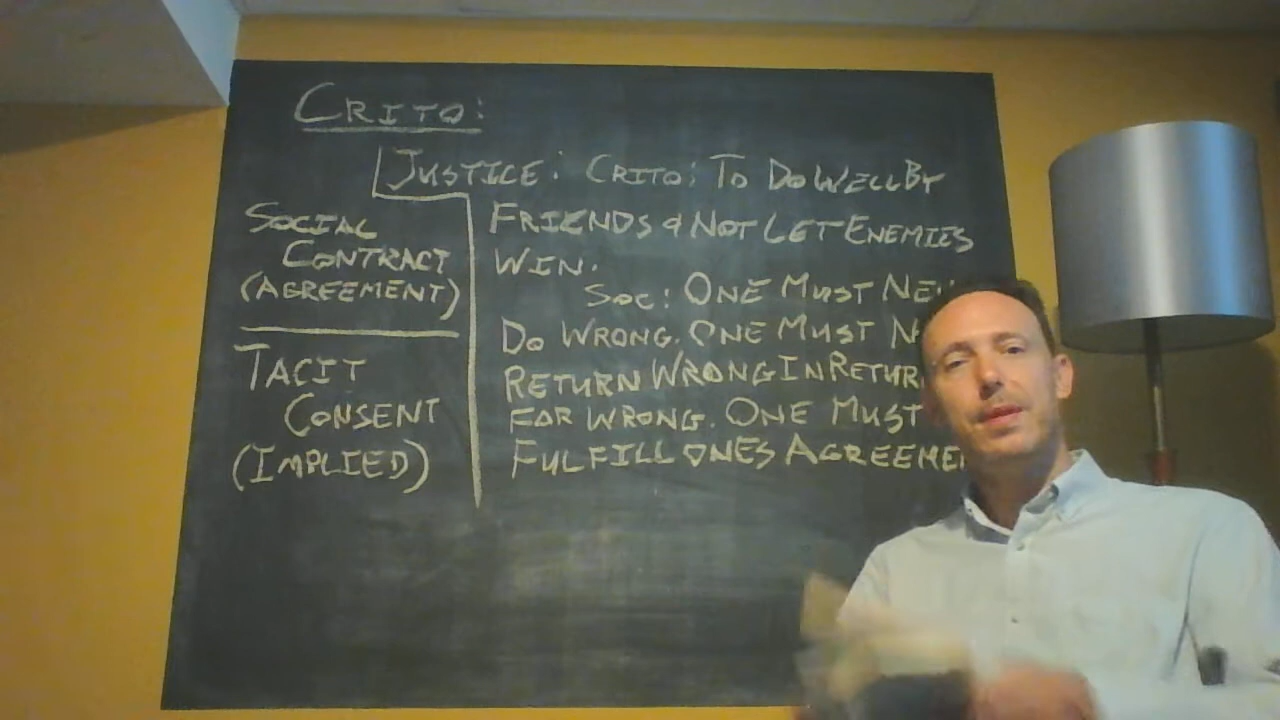 CRITO:
JUSTICE: CRITO: TO DO WELL BY
FRIENDS & NOT LET ENEMIES
WIN.
SOC: ONE MUST
DO WRONG. ONE MUST
RETURN WRONG IN
FOR WRONG. ONE MUST
FULFILL ONES
SOCIAL
CONTRACT
(AGREEMENT)
TACIT
CONSENT
(IMPLIED)